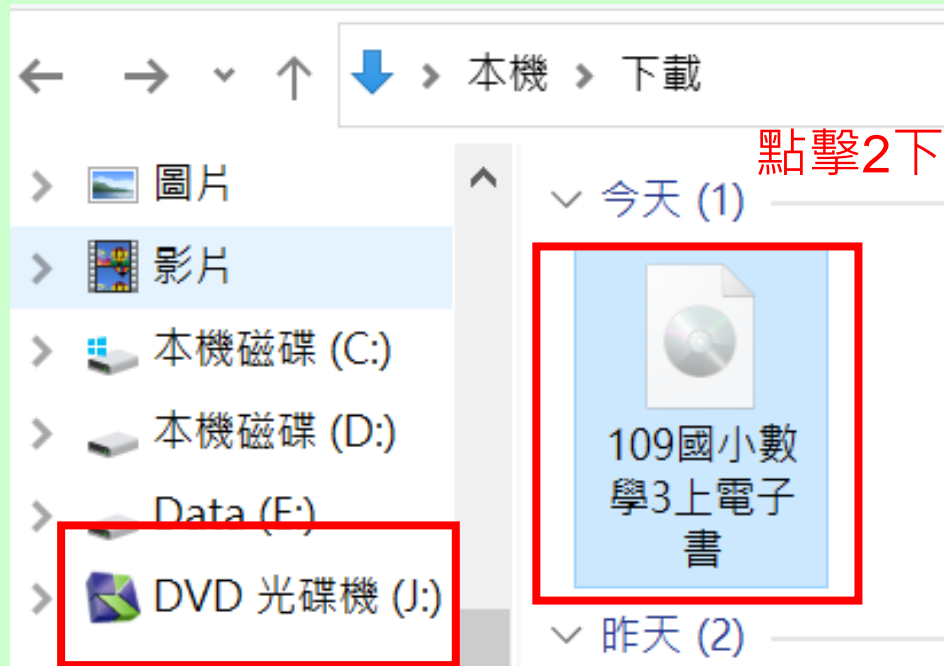 本機 > 下載
點擊2下
圖片
影片
本機磁碟 (C:)
本機磁碟 (D:)
Data (F:)
DVD 光碟機 (J:)
今天 (1)
109國小數
學3上電子
書
昨天 (2)